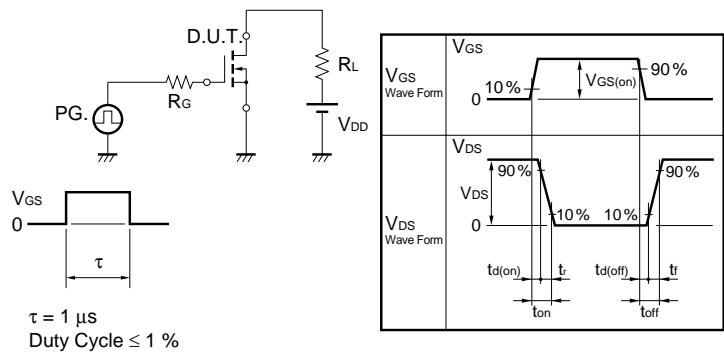 D.U.T.
RL
RG
PG.
VDD
VGS
0
τ
τ = 1 μs
Duty Cycle ≤ 1 %
VGS
Wave Form
VGS
10 %
0
VGS(on)
90 %
VDS
Wave Form
VDS
90 %
VDS
0
10 %
10 %
90 %
td(on)
tr
td(off)
tf
ton
toff